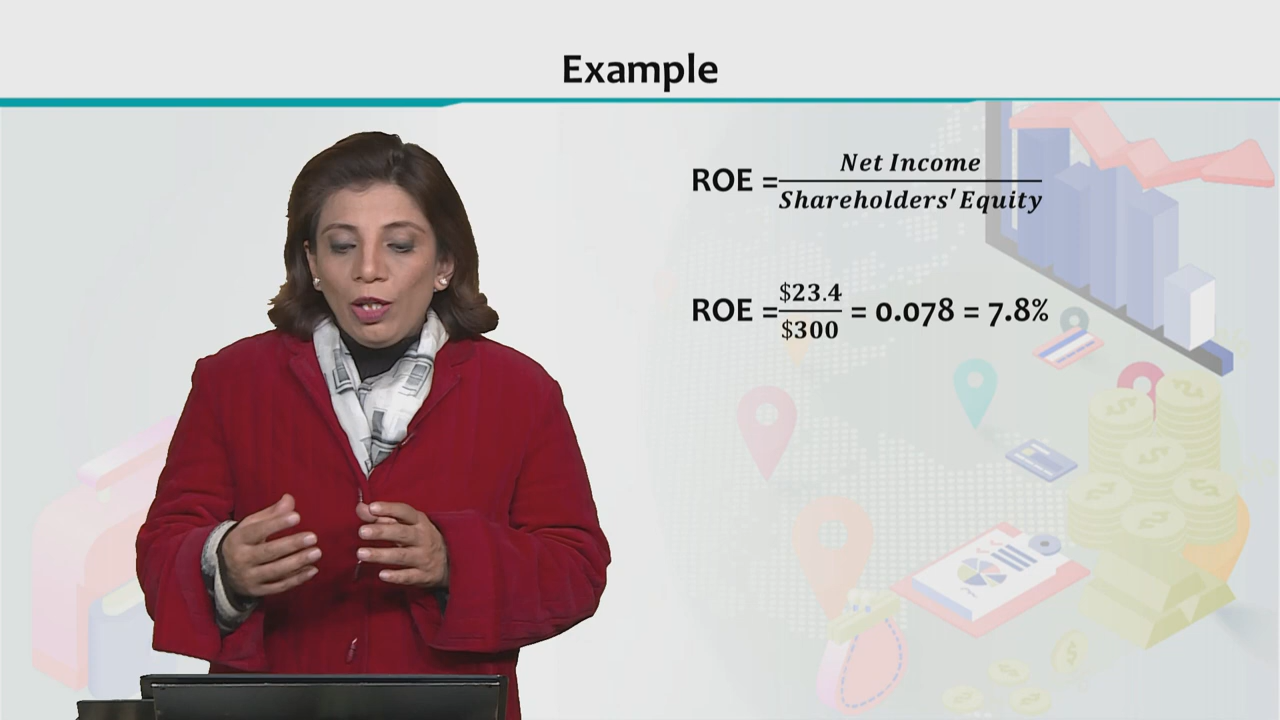 Example
ROE = Net Income / Shareholders' Equity
ROE = $23.4 / $300 = 0.078 = 7.8%